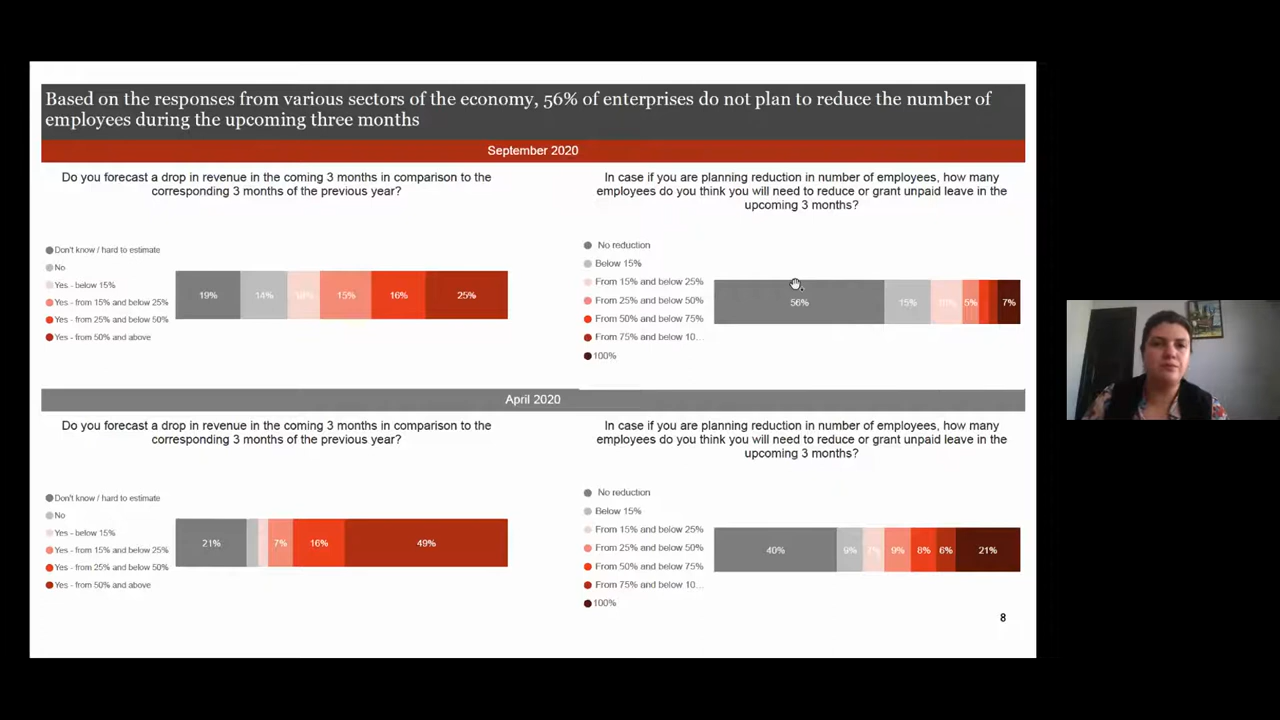 Based on the responses from various sectors of the economy, 56% of enterprises do not plan to reduce the number of
employees during the upcoming three months
September 2020
Do you forecast a drop in revenue in the coming 3 months in comparison to the
corresponding 3 months of the previous year?
Don't know / hard to estimate
No
Yes - below 15%
Yes - from 15% and below 25%
Yes - from 25% and below 50%
Yes - from 50% and above
19%
14%
15%
16%
25%
In case if you are planning reduction in number of employees, how many
employees do you think you will need to reduce or grant unpaid leave in the
upcoming 3 months?
No reduction
Below 15%
From 15% and below 25%
From 25% and below 50%
From 50% and below 75%
From 75% and below 10...
100%
56%
15%
5%
7%
April 2020
Do you forecast a drop in revenue in the coming 3 months in comparison to the
corresponding 3 months of the previous year?
Don't know / hard to estimate
No
Yes - below 15%
Yes - from 15% and below 25%
Yes - from 25% and below 50%
Yes - from 50% and above
21%
7%
16%
49%
In case if you are planning reduction in number of employees, how many
employees do you think you will need to reduce or grant unpaid leave in the
upcoming 3 months?
No reduction
Below 15%
From 15% and below 25%
From 25% and below 50%
From 50% and below 75%
From 75% and below 10...
100%
40%
9%
9%
8%
6%
21%
8